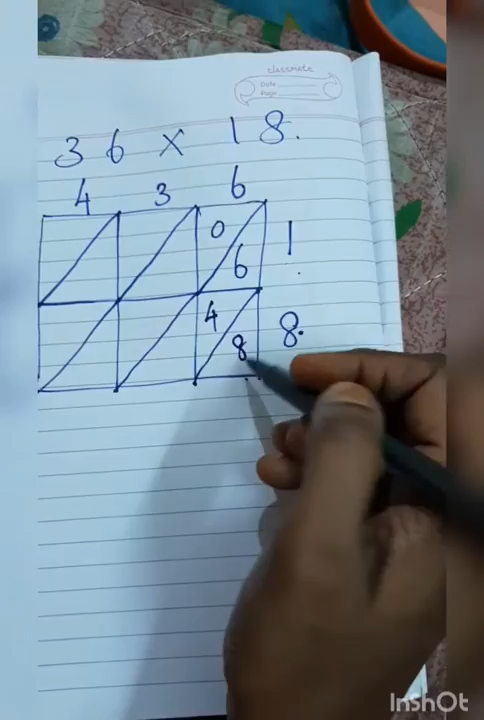 classmate
Date
Page
36 × 18.
4 3 6
0
6
1
4
8
8.
InShOt